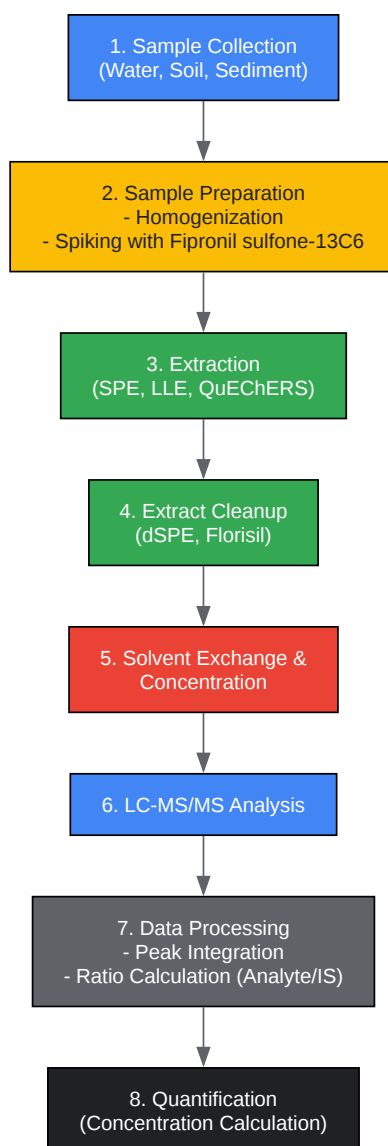 1. Sample Collection
(Water, Soil, Sediment)
2. Sample Preparation
- Homogenization
- Spiking with Fipronil sulfone-13C6
3. Extraction
(SPE, LLE, QuEChERS)
4. Extract Cleanup
(dSPE, Florisil)
5. Solvent Exchange &
Concentration
6. LC-MS/MS Analysis
7. Data Processing
- Peak Integration
- Ratio Calculation (Analyte/IS)
8. Quantification
(Concentration Calculation)